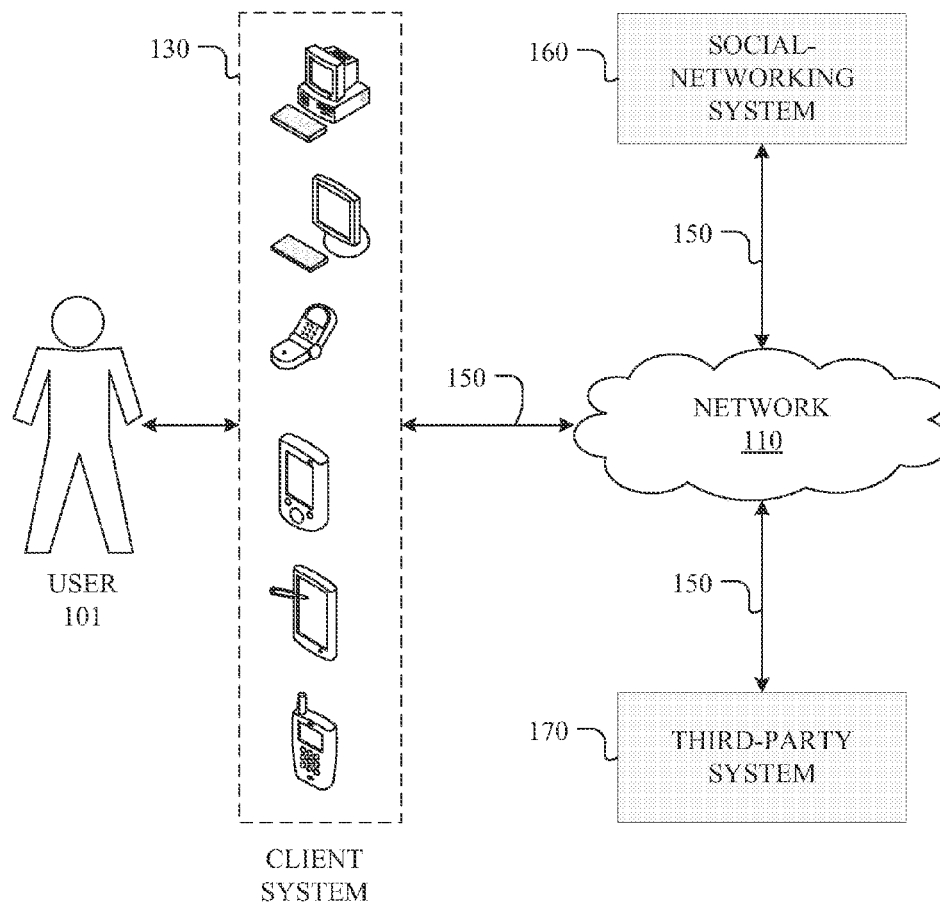 130
160
SOCIAL-
NETWORKING
SYSTEM
150
150
NETWORK
110
USER
101
150
170
THIRD-PARTY
SYSTEM
CLIENT
SYSTEM